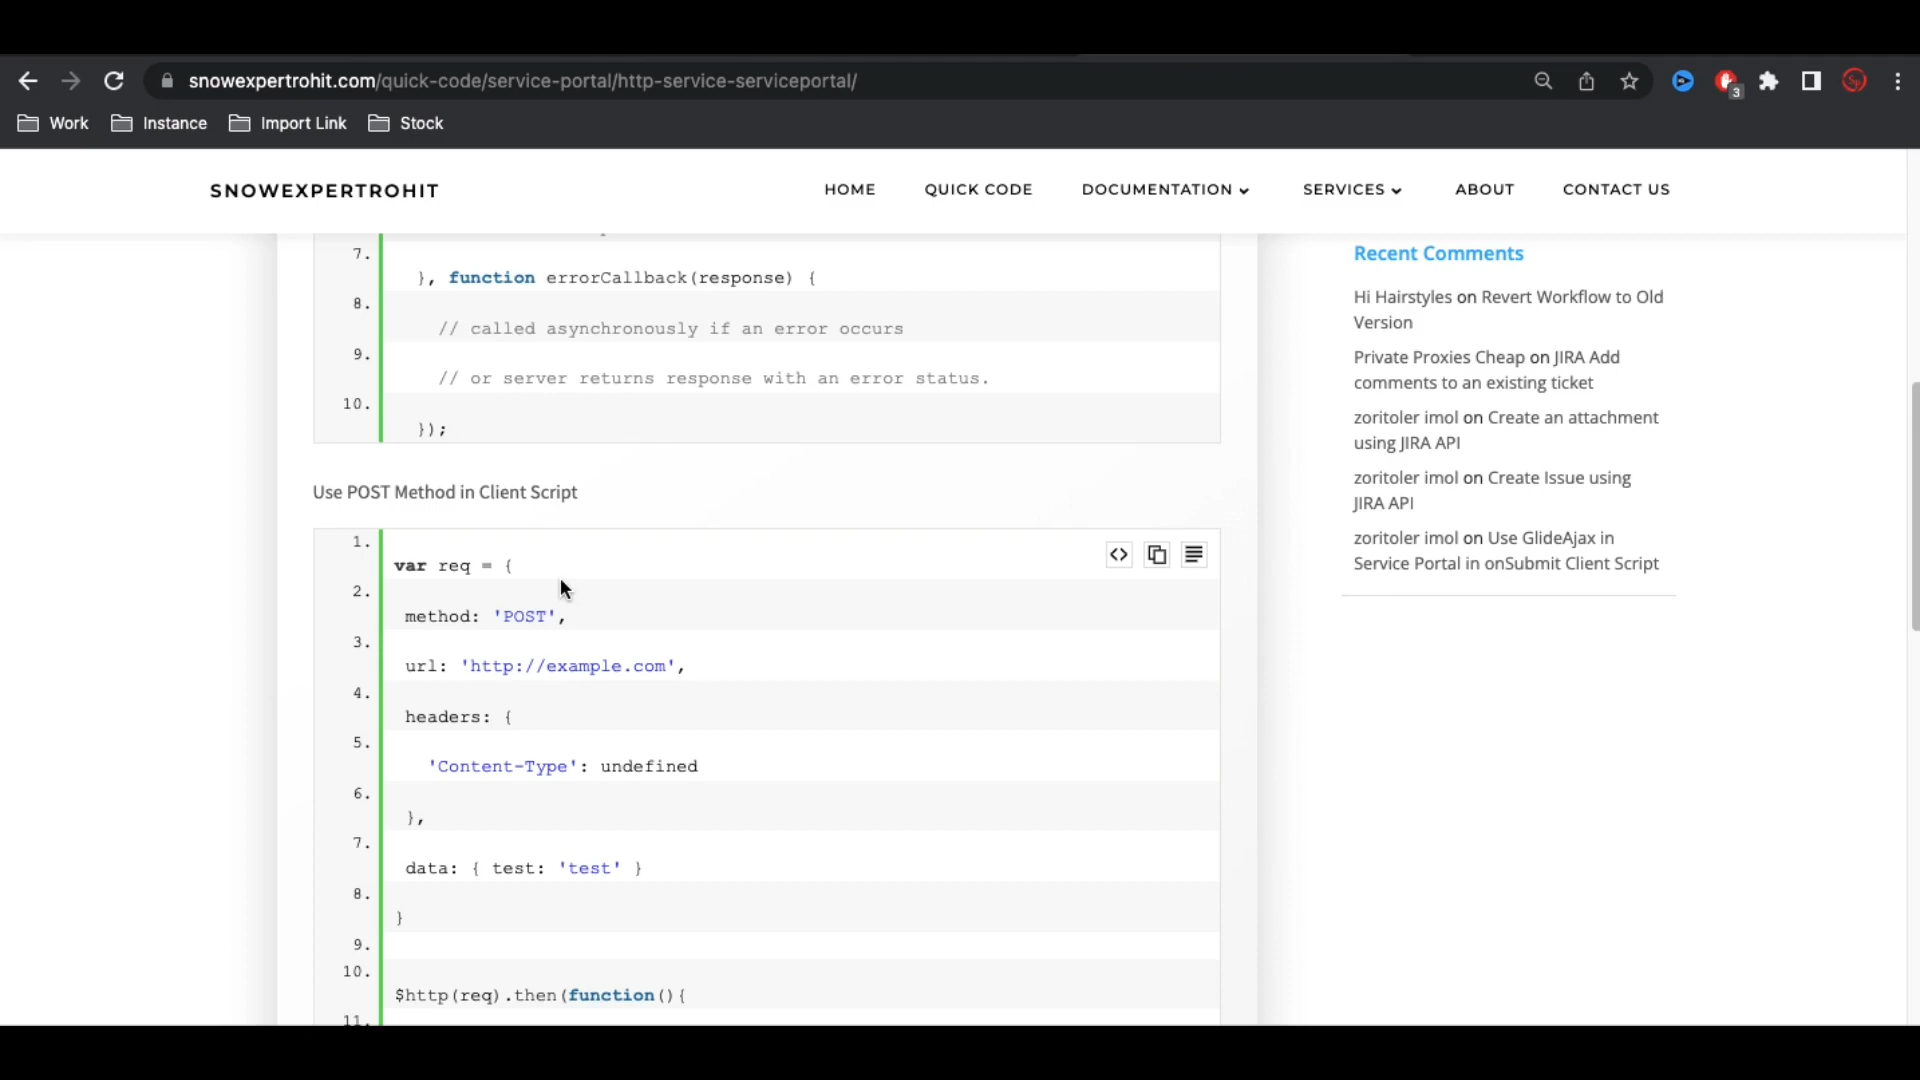 snowexpertrohit.com/quick-code/service-portal/http-service-serviceportal/
3
Sp
Work Instance Import Link Stock
SNOWEXPERTROHIT
HOME QUICK CODE DOCUMENTATION SERVICES ABOUT CONTACT US
7.
}, function errorCallback(response) {
8.
// called asynchronously if an error occurs
9.
// or server returns response with an error status.
10.
});
Use POST Method in Client Script
1.
var req = {
2.
method: 'POST',
3.
url: 'http://example.com',
4.
headers: {
5.
'Content-Type': undefined
6.
},
7.
data: { test: 'test' }
8.
}
9.
10.
$http(req).then(function(){
11.
Recent Comments
Hi Hairstyles on Revert Workflow to Old
Version
Private Proxies Cheap on JIRA Add
comments to an existing ticket
zoritoler imol on Create an attachment
using JIRA API
zoritoler imol on Create Issue using
JIRA API
zoritoler imol on Use GlideAjax in
Service Portal in onSubmit Client Script